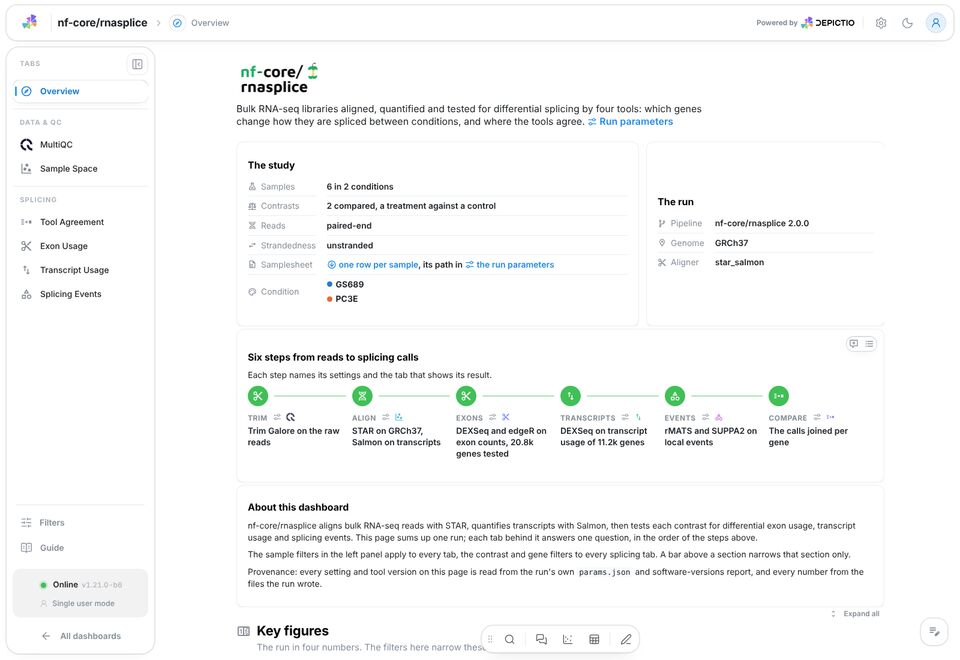 nf-core/rnasplice
Overview
Powered by DEPICTIO
TABS
Overview
DATA & QC
MultiQC
Sample Space
SPLICING
Tool Agreement
Exon Usage
Transcript Usage
Splicing Events
Filters
Guide
Online v1.21.0-b6
Single user mode
All dashboards
nf-core/
rnasplice
Bulk RNA-seq libraries aligned, quantified and tested for differential splicing by four tools: which genes
change how they are spliced between conditions, and where the tools agree. Run parameters
The study
Samples 6 in 2 conditions
Contrasts 2 compared, a treatment against a control
Reads paired-end
Strandedness unstranded
Samplesheet one row per sample, its path in the run parameters
Condition GS689
PC3E
The run
Pipeline nf-core/rnasplice 2.0.0
Genome GRCh37
Aligner star_salmon
Six steps from reads to splicing calls
Each step names its settings and the tab that shows its result.
TRIM
Trim Galore on the raw
reads
ALIGN
STAR on GRCh37,
Salmon on transcripts
EXONS
DEXSeq and edgeR on
exon counts, 20.8k
genes tested
TRANSCRIPTS
DEXSeq on transcript
usage of 11.2k genes
EVENTS
rMATS and SUPPA2 on
local events
COMPARE
The calls joined per
gene
About this dashboard
nf-core/rnasplice aligns bulk RNA-seq reads with STAR, quantifies transcripts with Salmon, then tests each contrast for differential exon usage, transcript
usage and splicing events. This page sums up one run; each tab behind it answers one question, in the order of the steps above.
The sample filters in the left panel apply to every tab, the contrast and gene filters to every splicing tab. A bar above a section narrows that section only.
Provenance: every setting and tool version on this page is read from the run's own params.json and software-versions report, and every number from the
files the run wrote.
Expand all
Key figures
The run in four numbers. The filters here narrow these